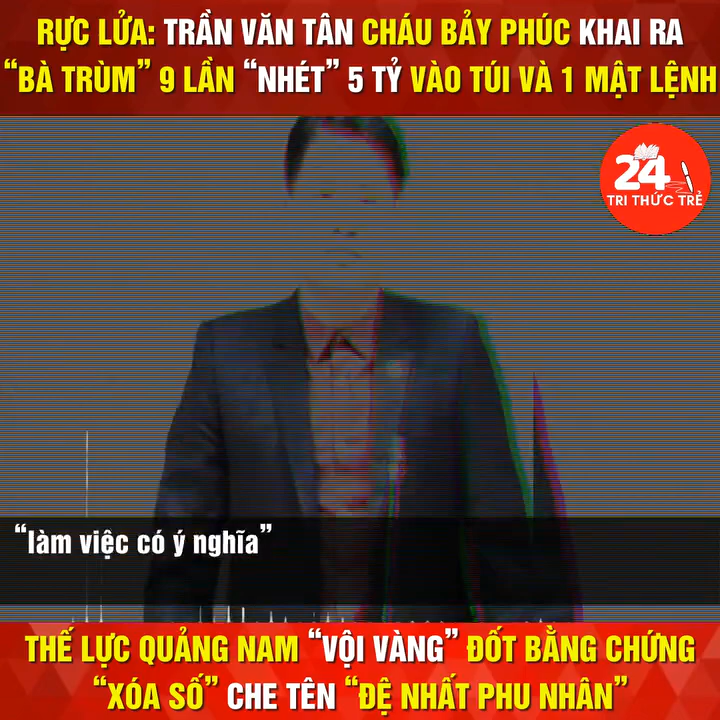 RỰC LỬA: TRẦN VĂN TÂN CHÁU BẢY PHÚC KHAI RA
“BÀ TRÙM” 9 LẦN “NHÉT” 5 TỶ VÀO TÚI VÀ 1 MẬT LỆNH
24
TRI THỨC TRẺ
“làm việc có ý nghĩa”
THẾ LỰC QUẢNG NAM “VỘI VÀNG” ĐỐT BẰNG CHỨNG
“XÓA SỐ” CHE TÊN “ĐỆ NHẤT PHU NHÂN”